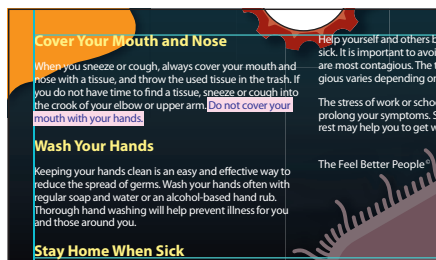 Cover Your Mouth and Nose
When you sneeze or cough, always cover your mouth and
nose with a tissue, and throw the used tissue in the trash. If
you do not have time to find a tissue, sneeze or cough into
the crook of your elbow or upper arm. Do not cover your
mouth with your hands.
Wash Your Hands
Keeping your hands clean is an easy and effective way to
reduce the spread of germs. Wash your hands often with
regular soap and water or an alcohol-based hand rub.
Thorough hand washing will help prevent illness for you
and those around you.
Stay Home When Sick
Help yourself and others
sick. It is important to
are most contagious. The
gious varies depending
The stress of work or
prolong your symptoms.
rest may help you to get
The Feel Better People©